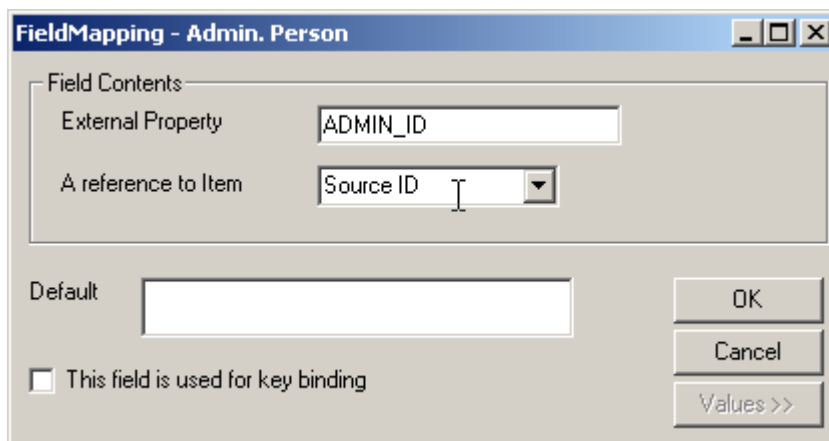 FieldMapping - Admin. Person
Field Contents
External Property
ADMIN_ID
A reference to Item
Source ID
Default
OK
Cancel
This field is used for key binding
Values >>